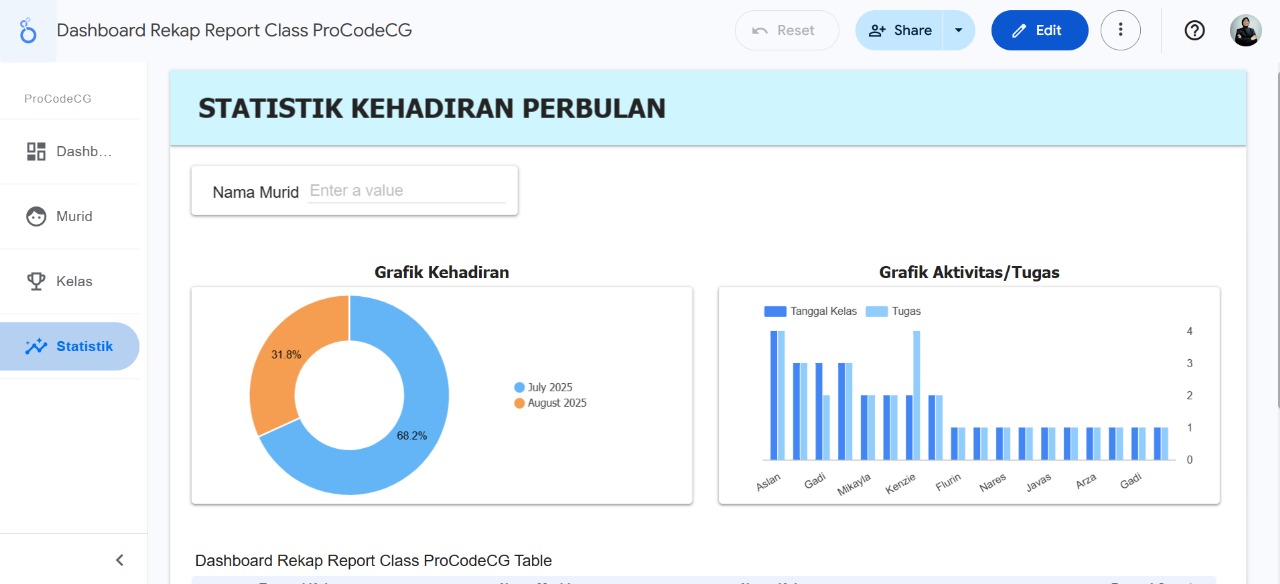 Dashboard Rekap Report Class ProCodeCG
Reset
Share
Edit
ProCodeCG
Dashb...
Murid
Kelas
Statistik
STATISTIK KEHADIRAN PERBULAN
Nama Murid Enter a value
Grafik Kehadiran
31.8%
68.2%
July 2025
August 2025
Grafik Aktivitas/Tugas
Tanggal Kelas Tugas
4
3
2
1
0
Aslan Gadi Mikayla Kenzie Flurin Nares Javas Arza Gadi
Dashboard Rekap Report Class ProCodeCG Table